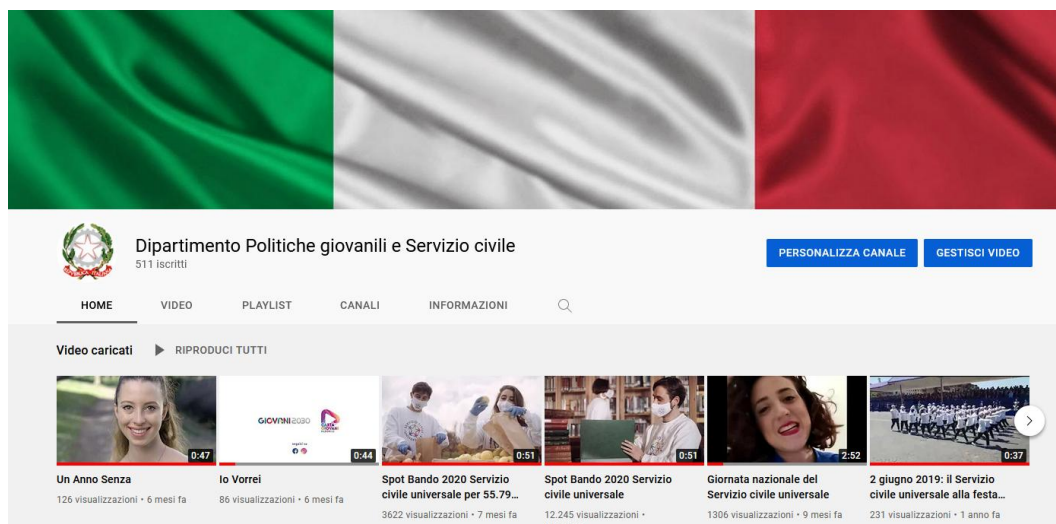 Dipartimento Politiche giovanili e Servizio civile
511 iscritti
PERSONALIZZA CANALE
GESTISCI VIDEO
HOME
VIDEO
PLAYLIST
CANALI
INFORMAZIONI
Video caricati
RIPRODUCI TUTTI
GIOVANI2030
CARTA GIOVANI
0:47
0:44
0:51
0:51
2:52
0:37
Un Anno Senza
126 visualizzazioni • 6 mesi fa
Io Vorrei
86 visualizzazioni • 6 mesi fa
Spot Bando 2020 Servizio
civile universale per 55.79...
3622 visualizzazioni • 7 mesi fa
Spot Bando 2020 Servizio
civile universale
12.245 visualizzazioni •
Giornata nazionale del
Servizio civile universale
1306 visualizzazioni • 9 mesi fa
2 giugno 2019: il Servizio
civile universale alla festa...
231 visualizzazioni • 1 anno fa